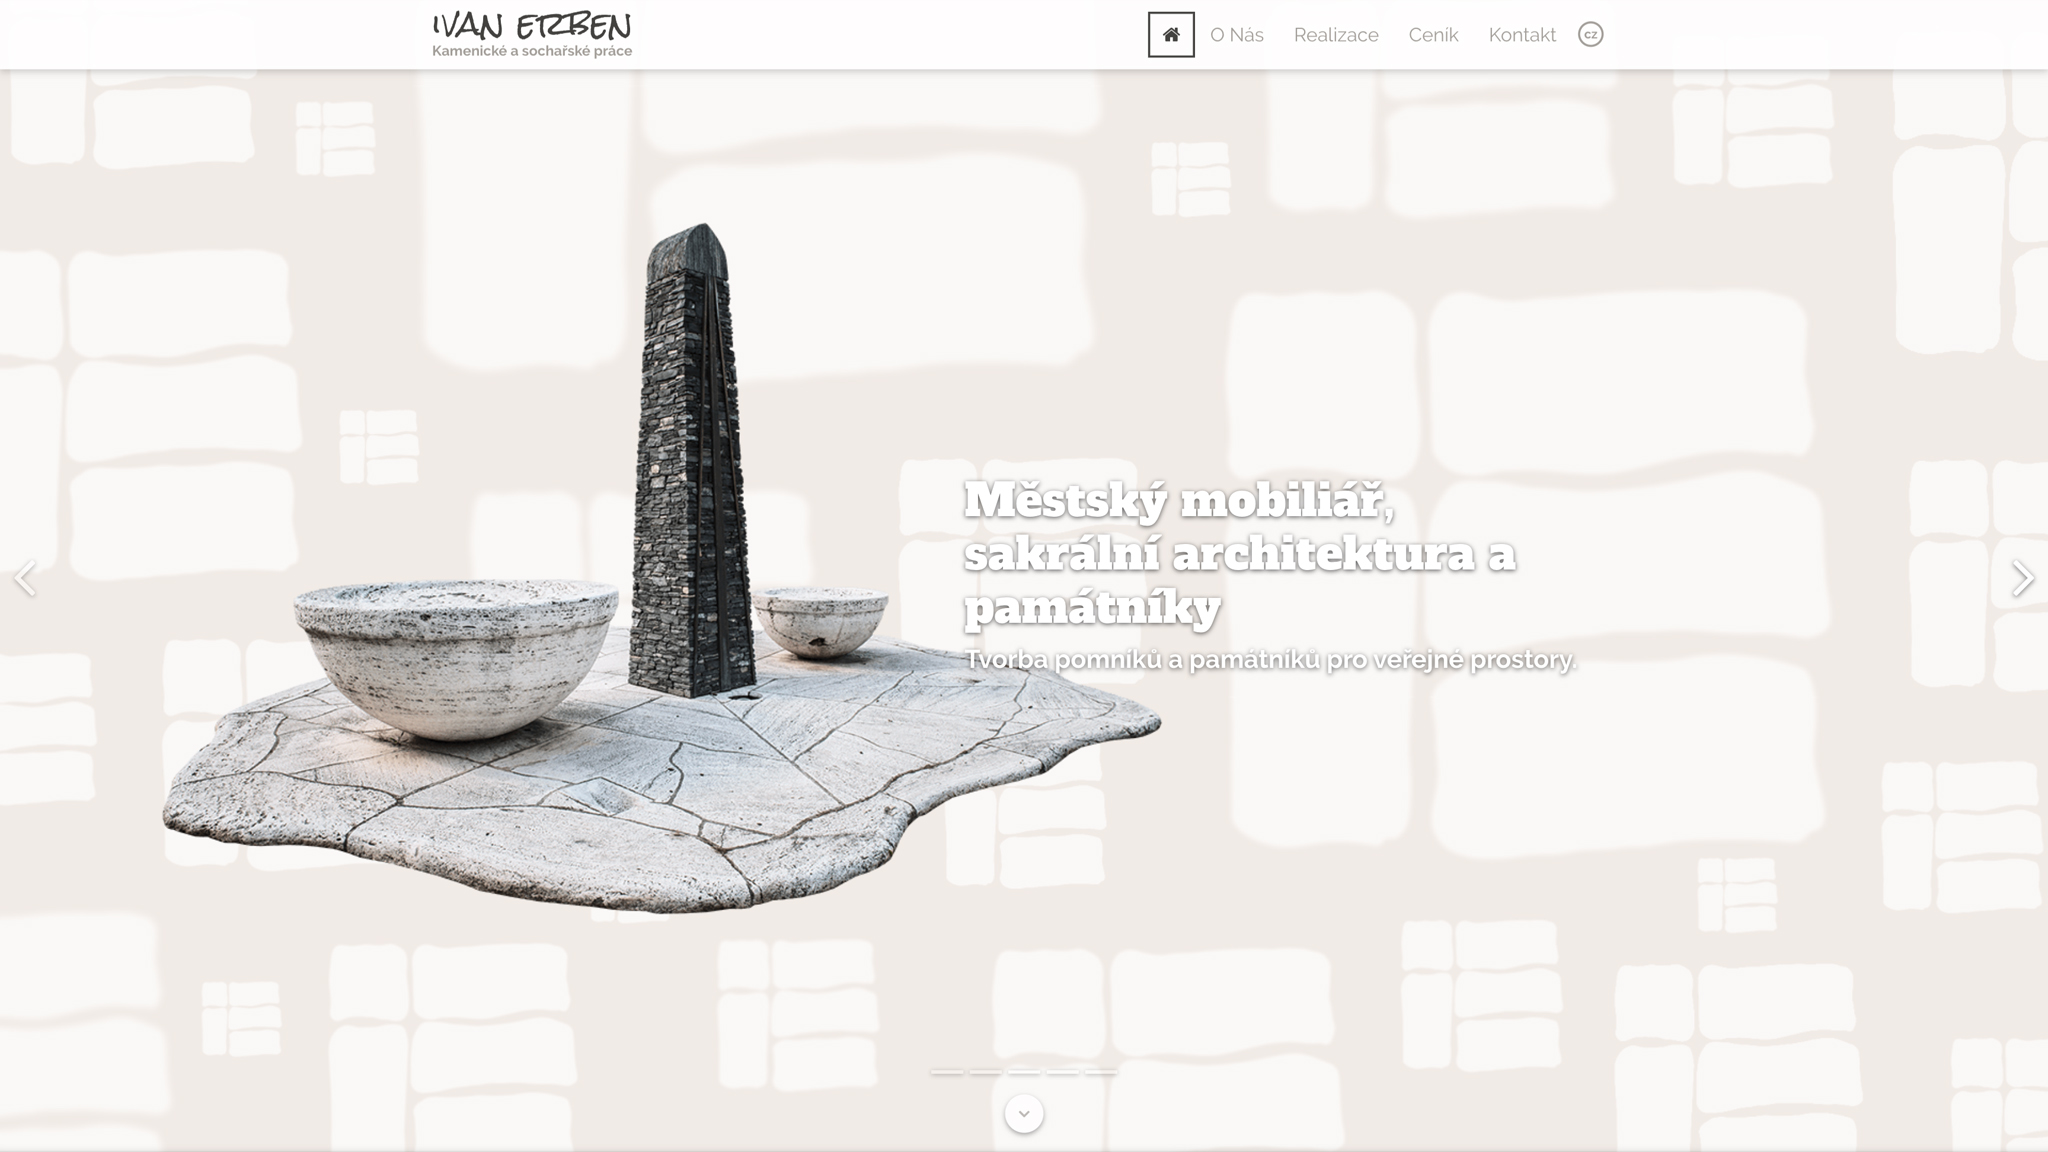 IVAN ERBEN
Kamenické a sochařské práce
O Nás
Realizace
Ceník
Kontakt
CZ
Městský mobiliář,
sakrální architektura a
památníky
Tvorba pomníků a památníků pro veřejné prostory.